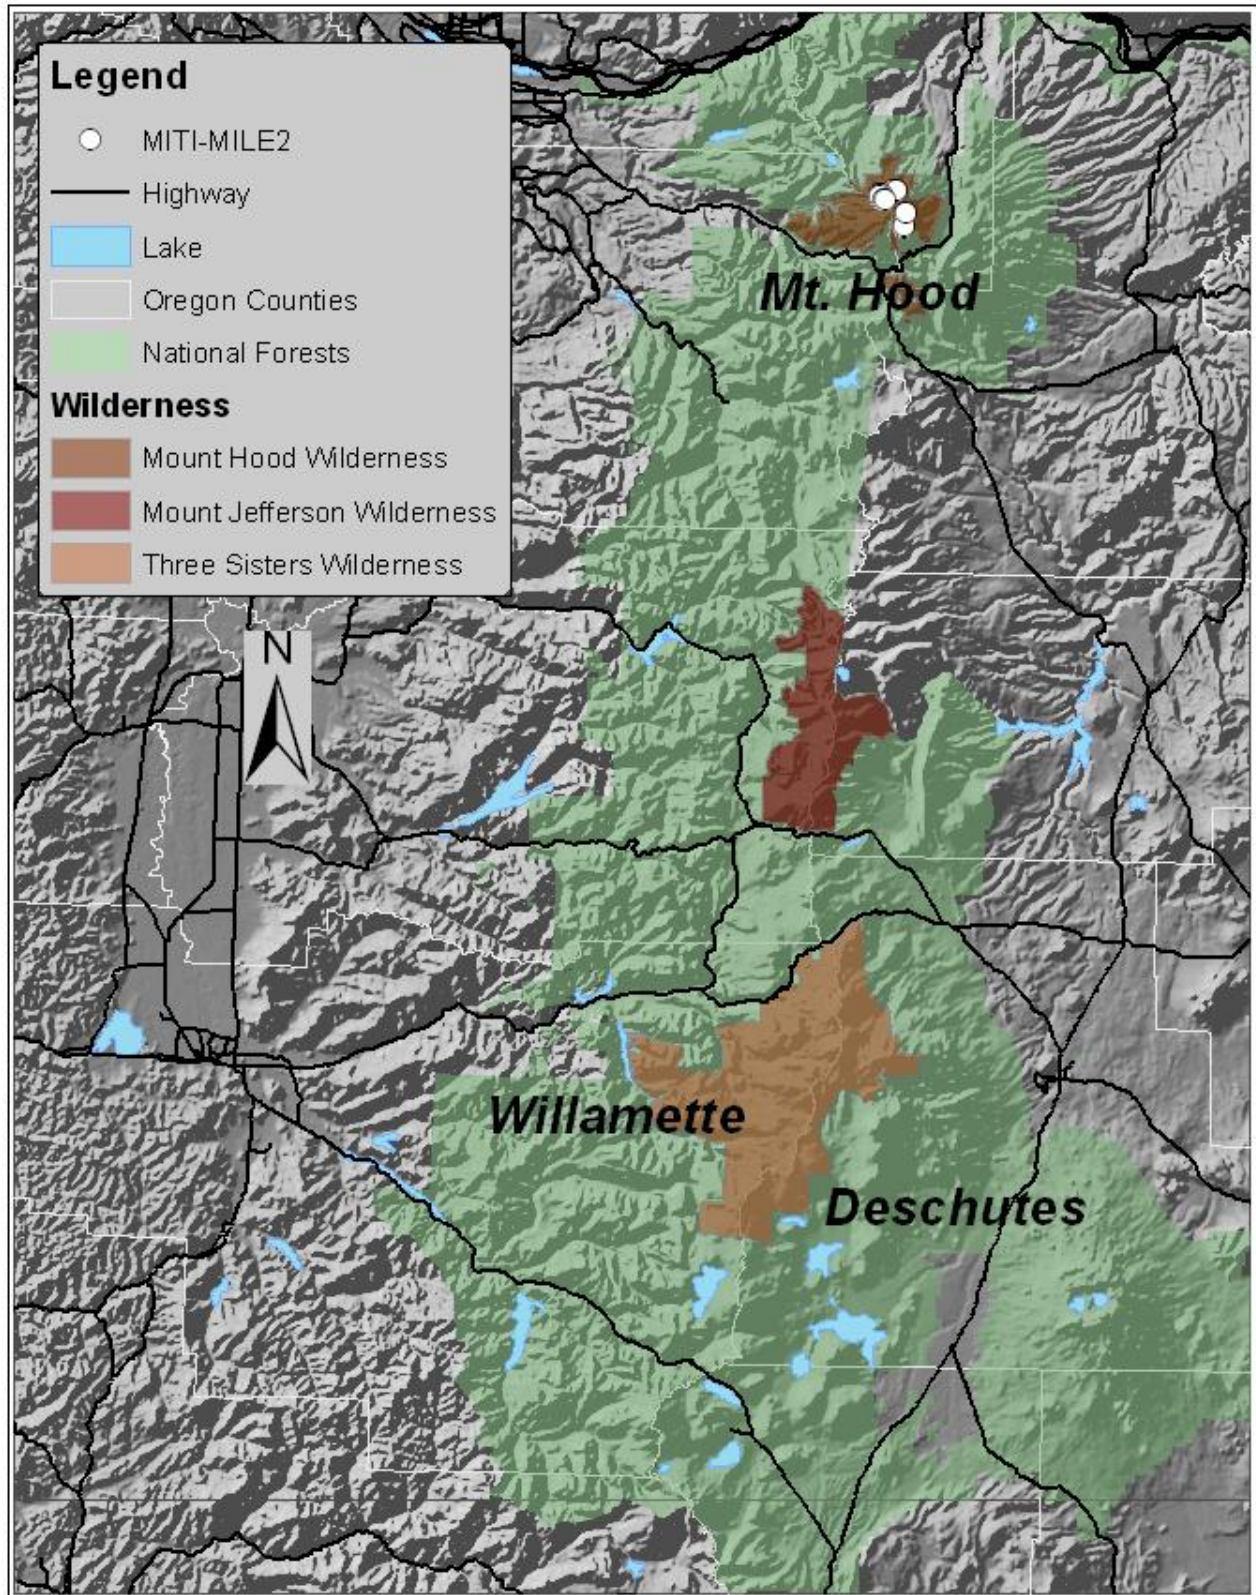 Legend
MITI-MILE2
Highway
Lake
Oregon Counties
National Forests
Wilderness
Mount Hood Wilderness
Mount Jefferson Wilderness
Three Sisters Wilderness
N
Mt. Hood
Willamette
Deschutes